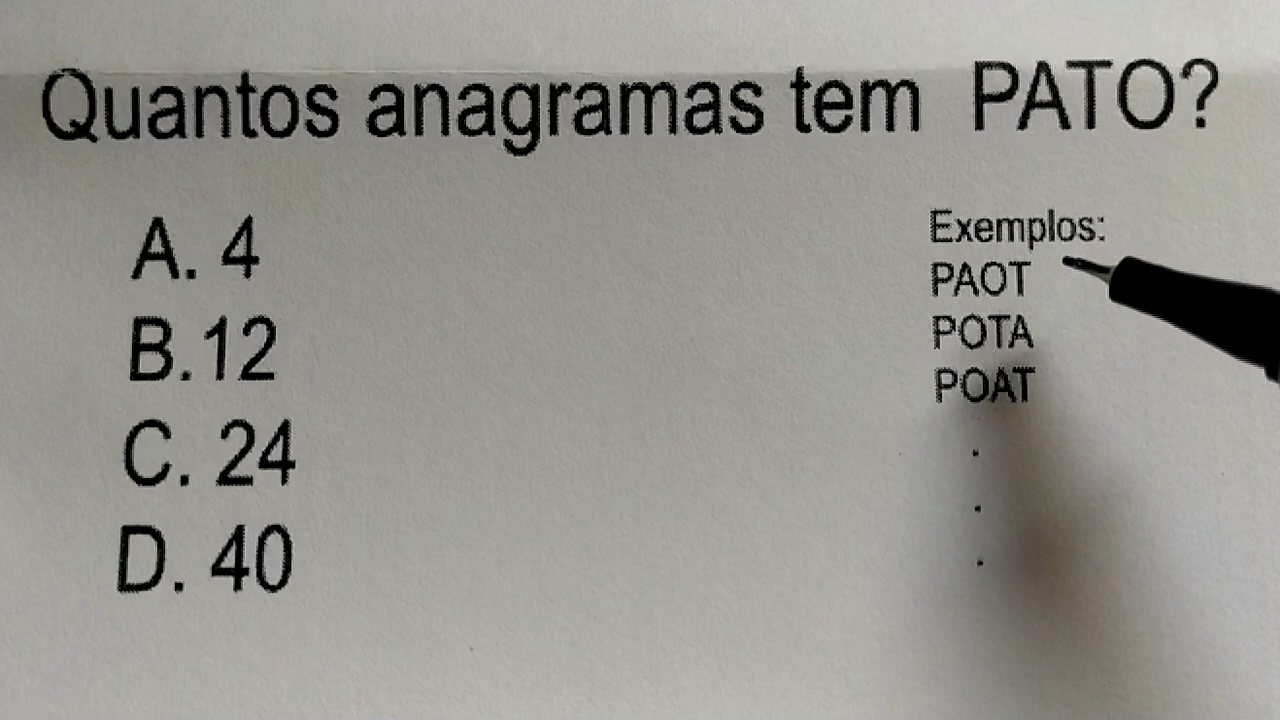 Quantos anagramas tem PATO?
A. 4
B.12
C. 24
D. 40
Exemplos:
PAOT
POTA
POAT
.
.
.